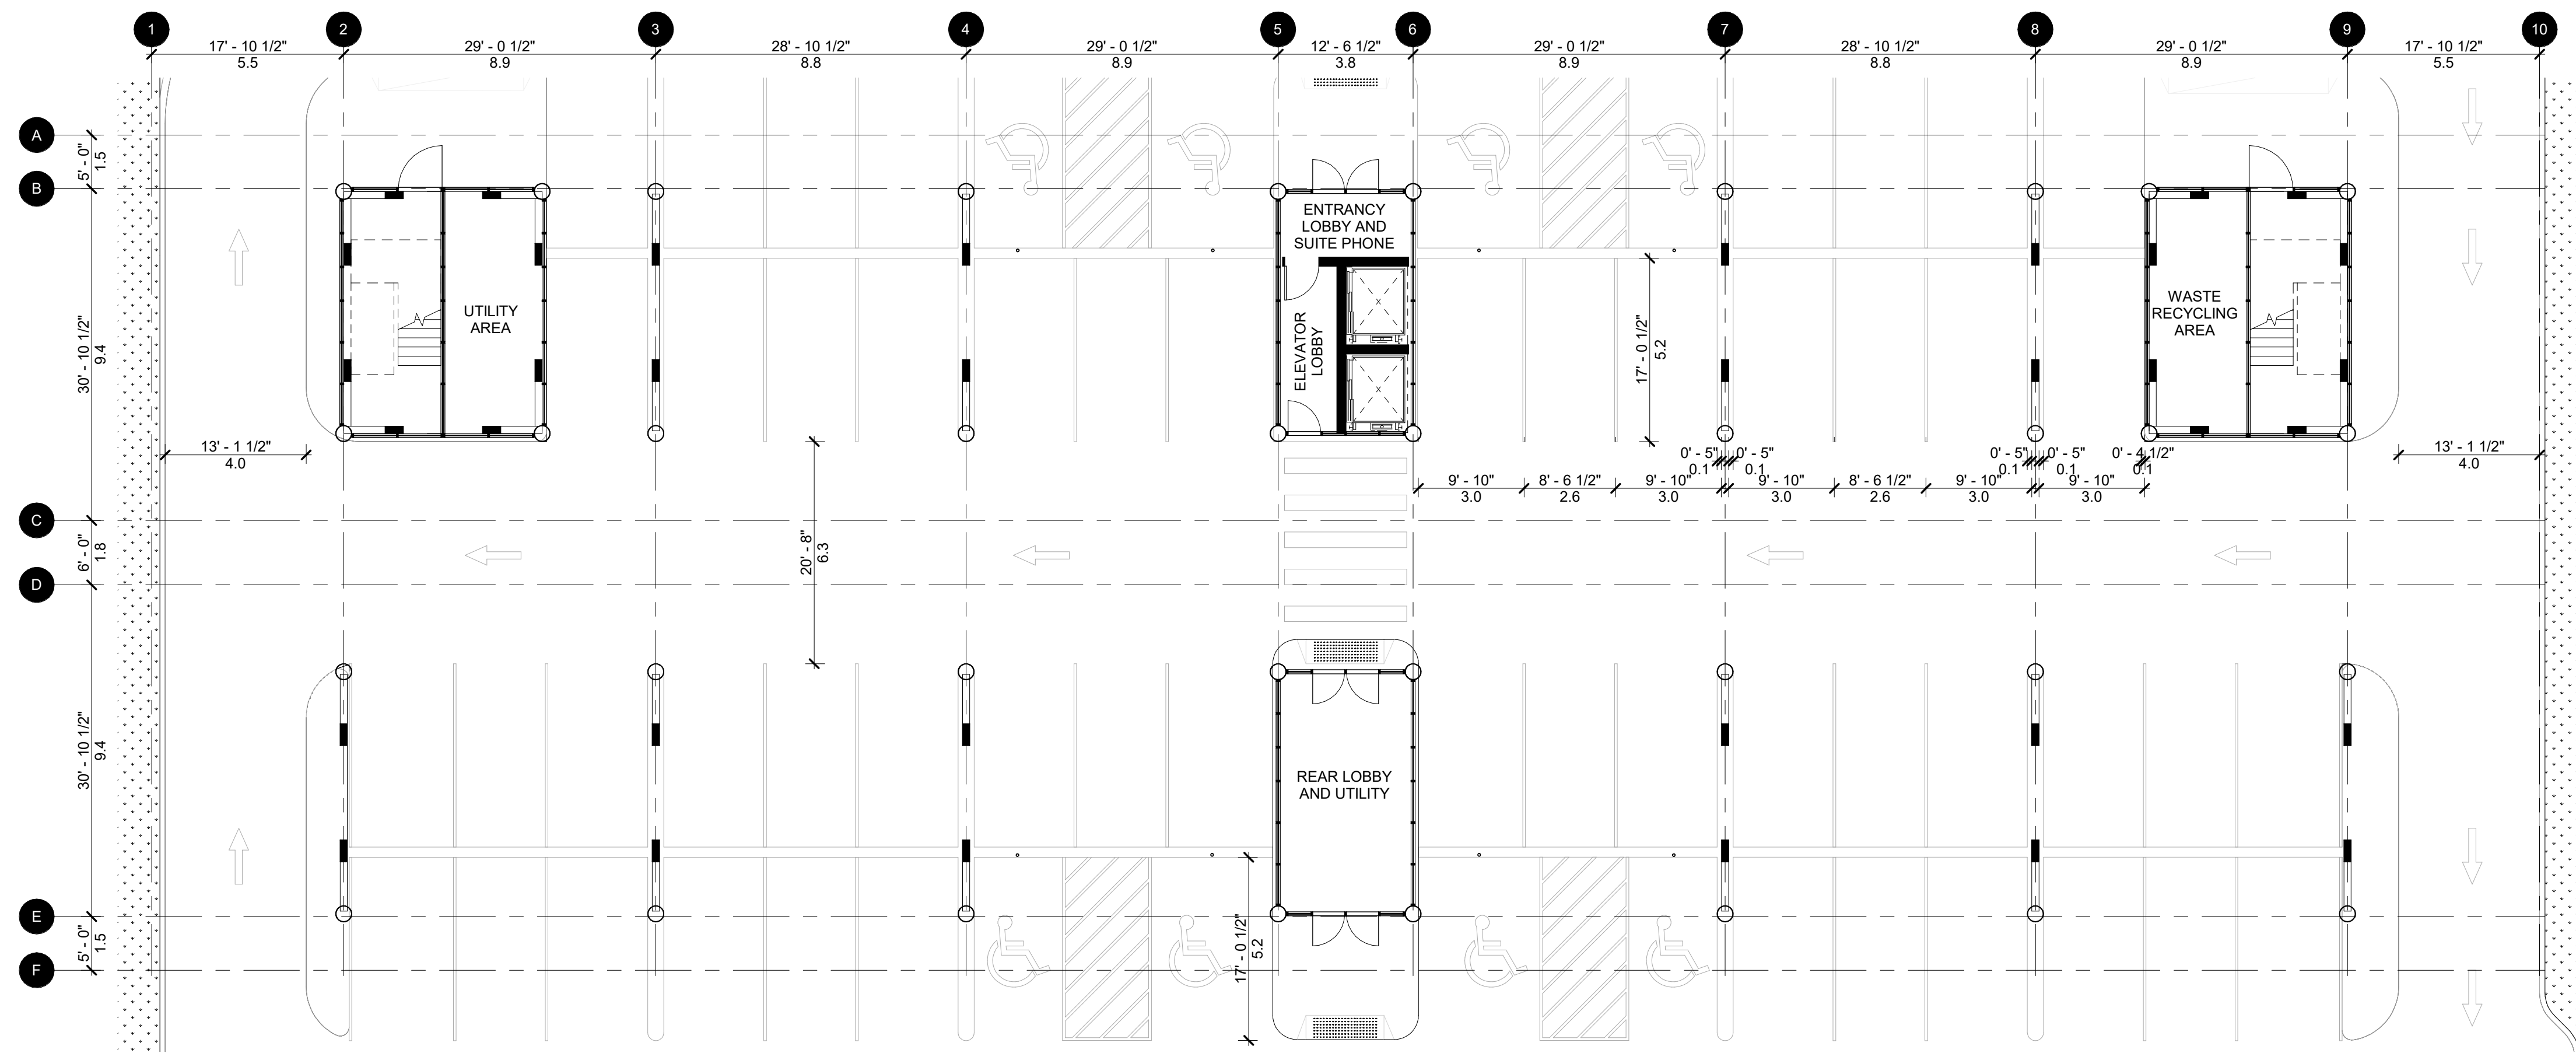 1
2
3
4
5
6
7
8
9
10
17' - 10 1/2"
29' - 0 1/2"
28' - 10 1/2"
29' - 0 1/2"
12' - 6 1/2"
29' - 0 1/2"
28' - 10 1/2"
29' - 0 1/2"
17' - 10 1/2"
5.5
8.9
8.8
8.9
3.8
8.9
8.8
8.9
5.5
A
5' - 0"
1.5
B
ENTRANCY
LOBBY AND
SUITE PHONE
UTILITY
AREA
ELEVATOR
LOBBY
WASTE
RECYCLING
AREA
30' - 10 1/2"
9.4
17' - 0 1/2"
5.2
13' - 1 1/2"
4.0
0' - 5"
0.1
0' - 5"
0.1
0' - 5"
0.1
0' - 5"
0.1
0' - 4 1/2"
0.1
13' - 1 1/2"
4.0
9' - 10"
8' - 6 1/2"
9' - 10"
9' - 10"
8' - 6 1/2"
9' - 10"
9' - 10"
3.0
2.6
3.0
3.0
2.6
3.0
3.0
C
6' - 0"
1.8
20' - 8"
6.3
D
30' - 10 1/2"
9.4
REAR LOBBY
AND UTILITY
E
5' - 0"
1.5
17' - 0 1/2"
5.2
F